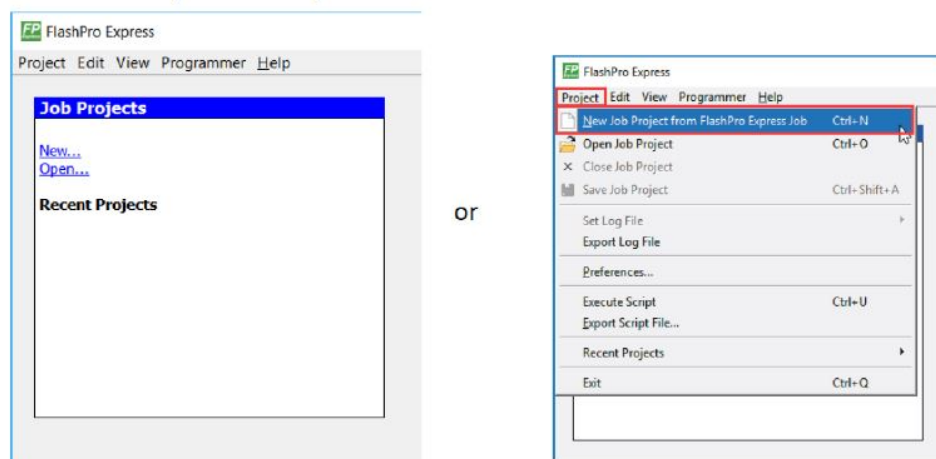 FP FlashPro Express
Project Edit View Programmer Help
Job Projects
New...
Open...
Recent Projects
or
FP FlashPro Express
Project Edit View Programmer Help
New Job Project from FlashPro Express Job Ctrl+N
Open Job Project Ctrl+O
Close Job Project
Save Job Project Ctrl+Shift+A
Set Log File
Export Log File
Preferences...
Execute Script Ctrl+U
Export Script File...
Recent Projects
Exit Ctrl+Q